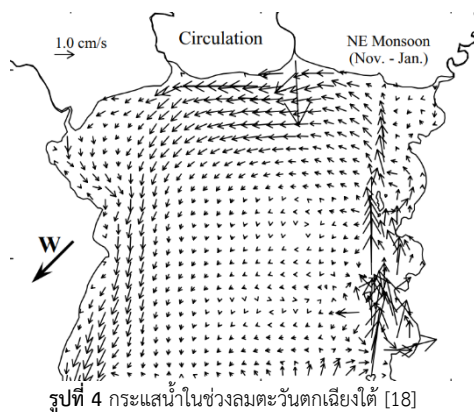 1.0 cm/s
Circulation
NE Monsoon
(Nov. - Jan.)
W
รูปที่ 4 กระแสน้ำในช่วงลมตะวันตกเฉียงใต้ [18]